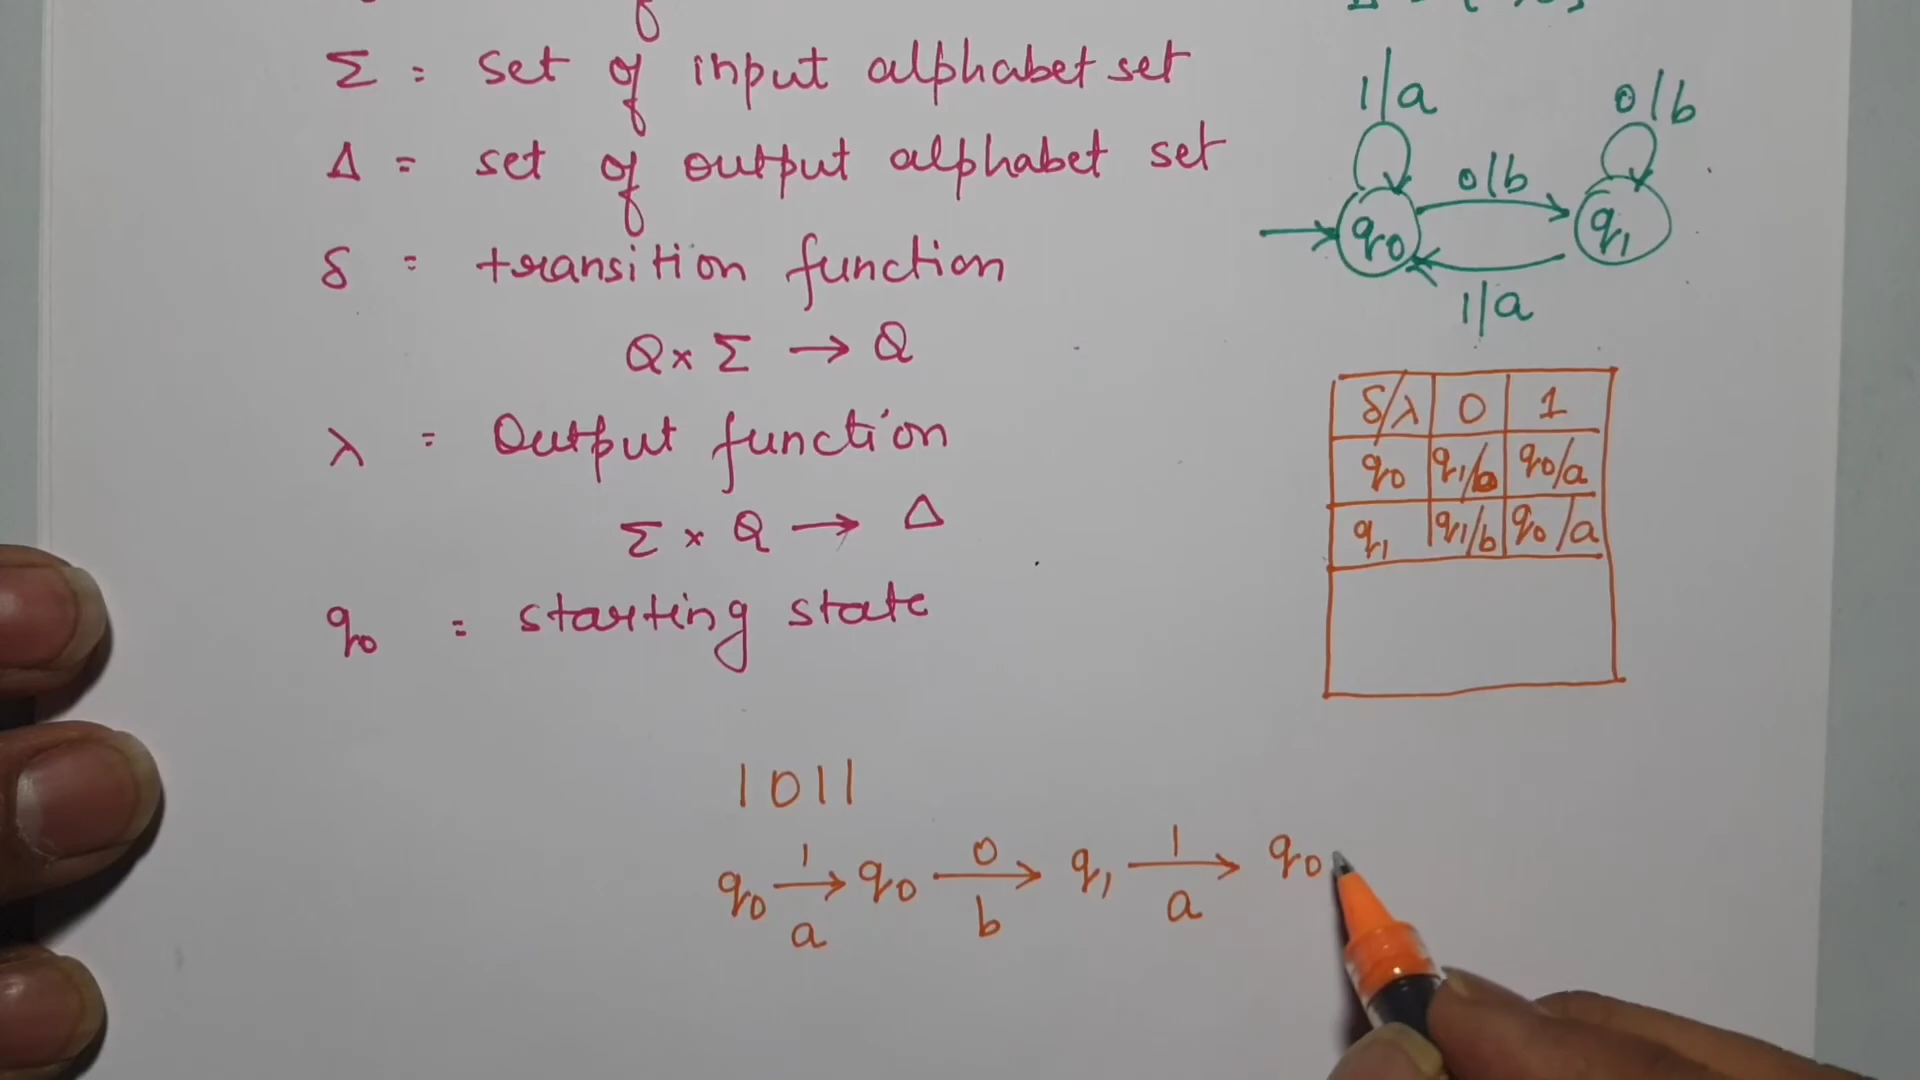 Σ = set of input alphabet set
Δ = set of output alphabet set
δ = transition function
Q × Σ → Q
λ = Output function
Σ × Q → Δ
q0 = starting state
1/a
0/b
0/b
q0
q1
1/a
δ/λ 0 1
q0 q1/b q0/a
q1 q1/b q0/a
1011
1 0 1
q0 → q0 → q1 → q0
a b a